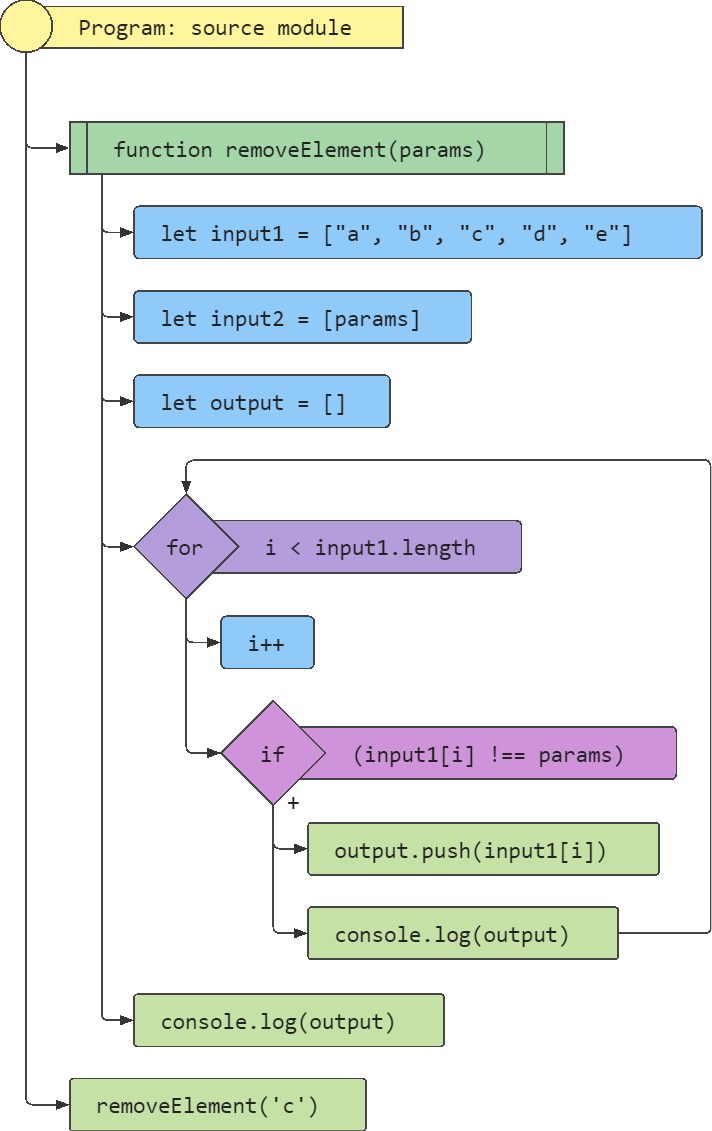 Program: source module
function removeElement(params)
let input1 = ["a", "b", "c", "d", "e"]
let input2 = [params]
let output = []
for i < input1.length
i++
if (input1[i] !== params)
+
output.push(input1[i])
console.log(output)
console.log(output)
removeElement('c')